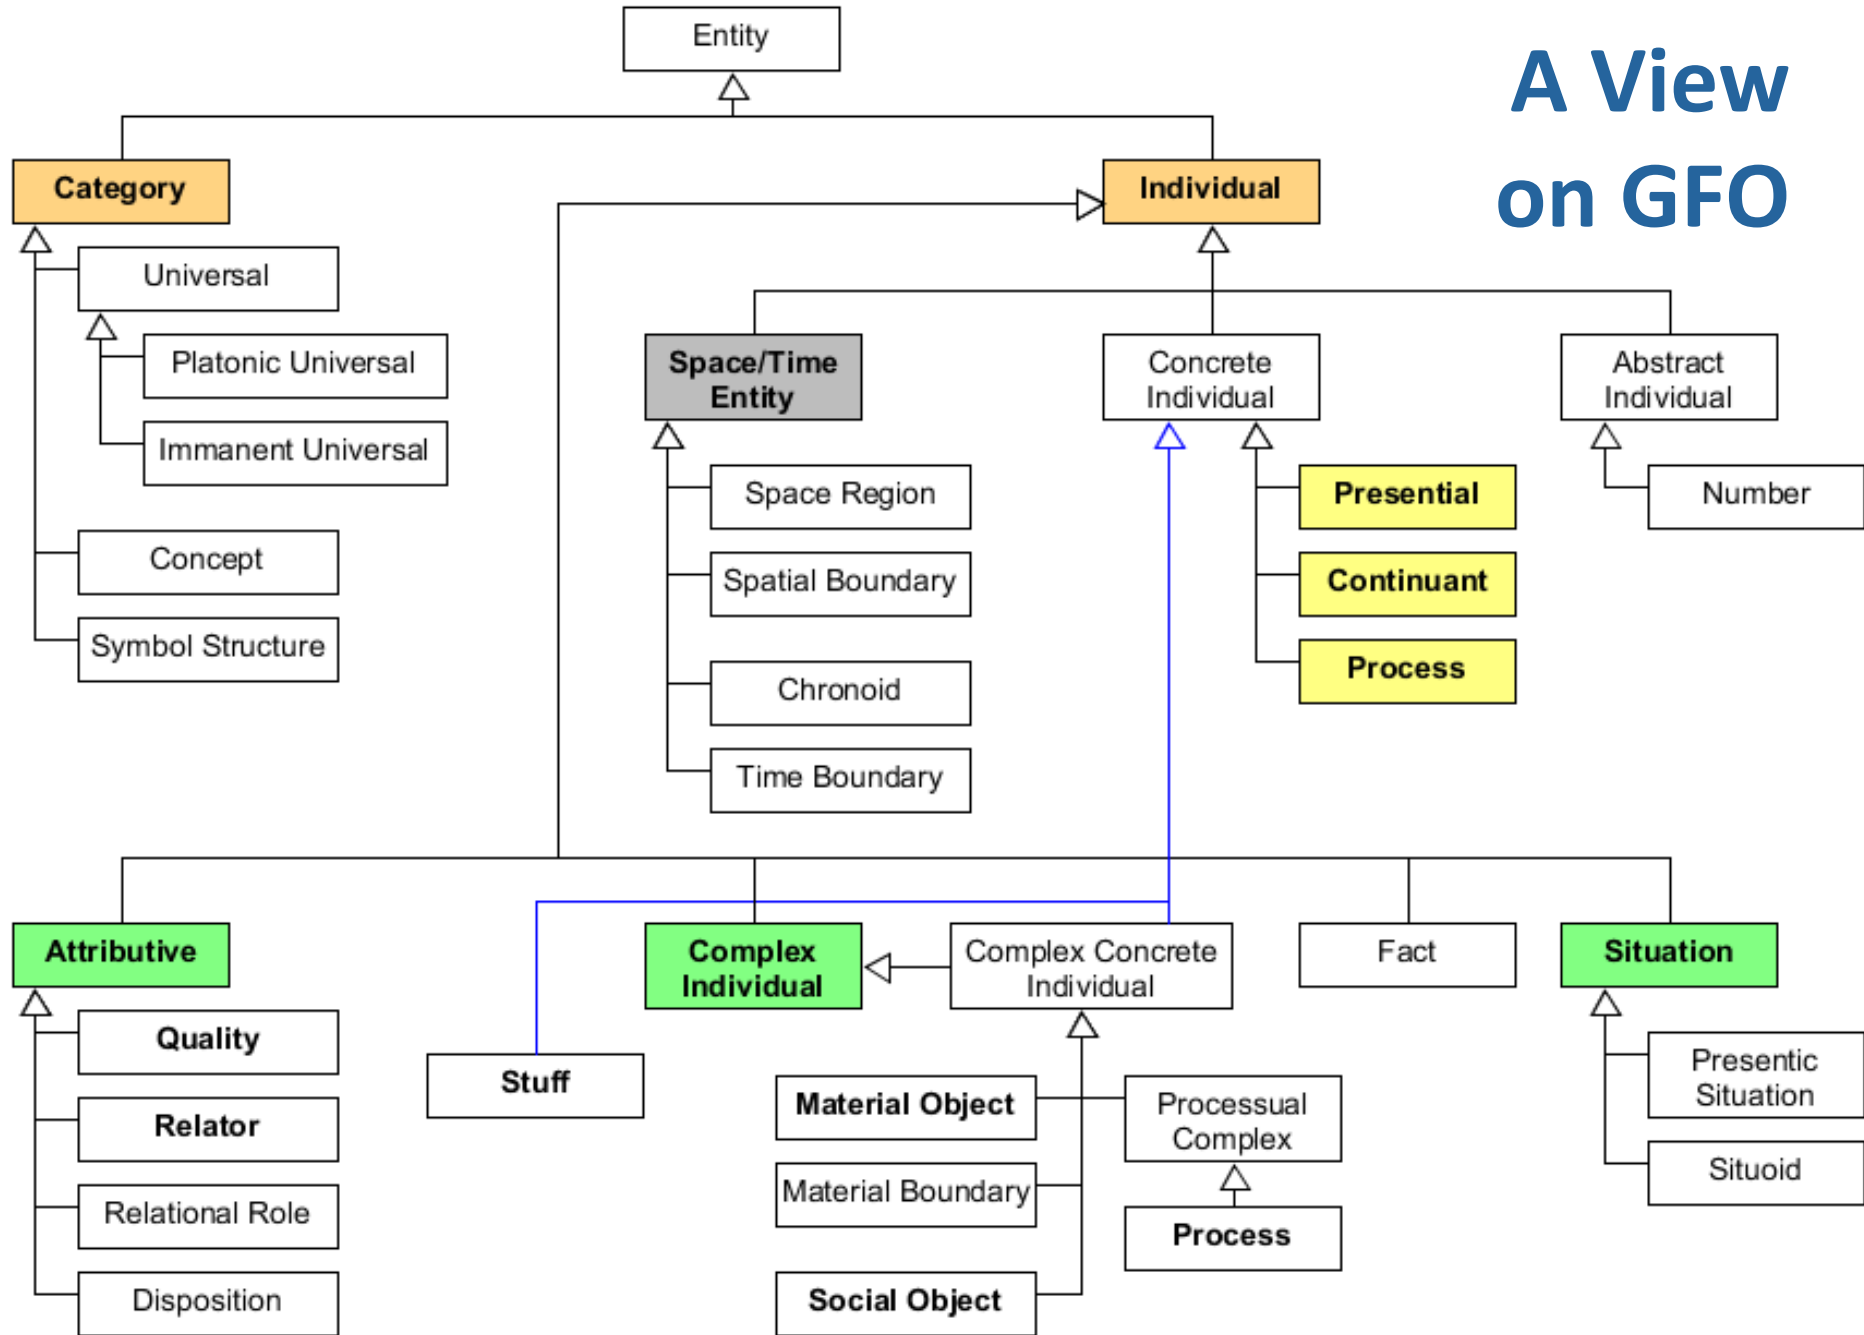 Entity
A View
on GFO
Category
Individual
Universal
Platonic Universal
Immanent Universal
Concept
Symbol Structure
Space/Time
Entity
Space Region
Spatial Boundary
Chronoid
Time Boundary
Concrete
Individual
Presential
Continuant
Process
Abstract
Individual
Number
Attributive
Quality
Relator
Relational Role
Disposition
Stuff
Complex
Individual
Complex Concrete
Individual
Material Object
Material Boundary
Social Object
Processual
Complex
Process
Fact
Situation
Presentic
Situation
Situoid